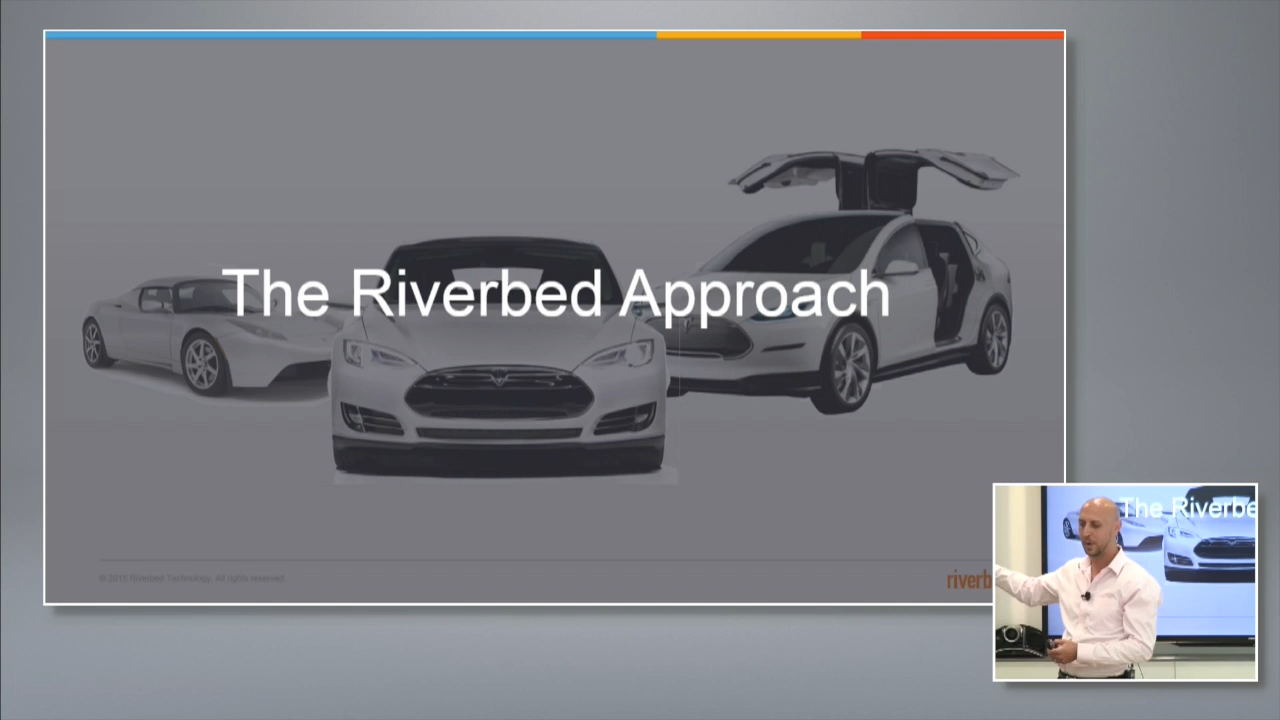 The Riverbed Approach
© 2015 Riverbed Technology. All rights reserved.
riverb
The Riverbe